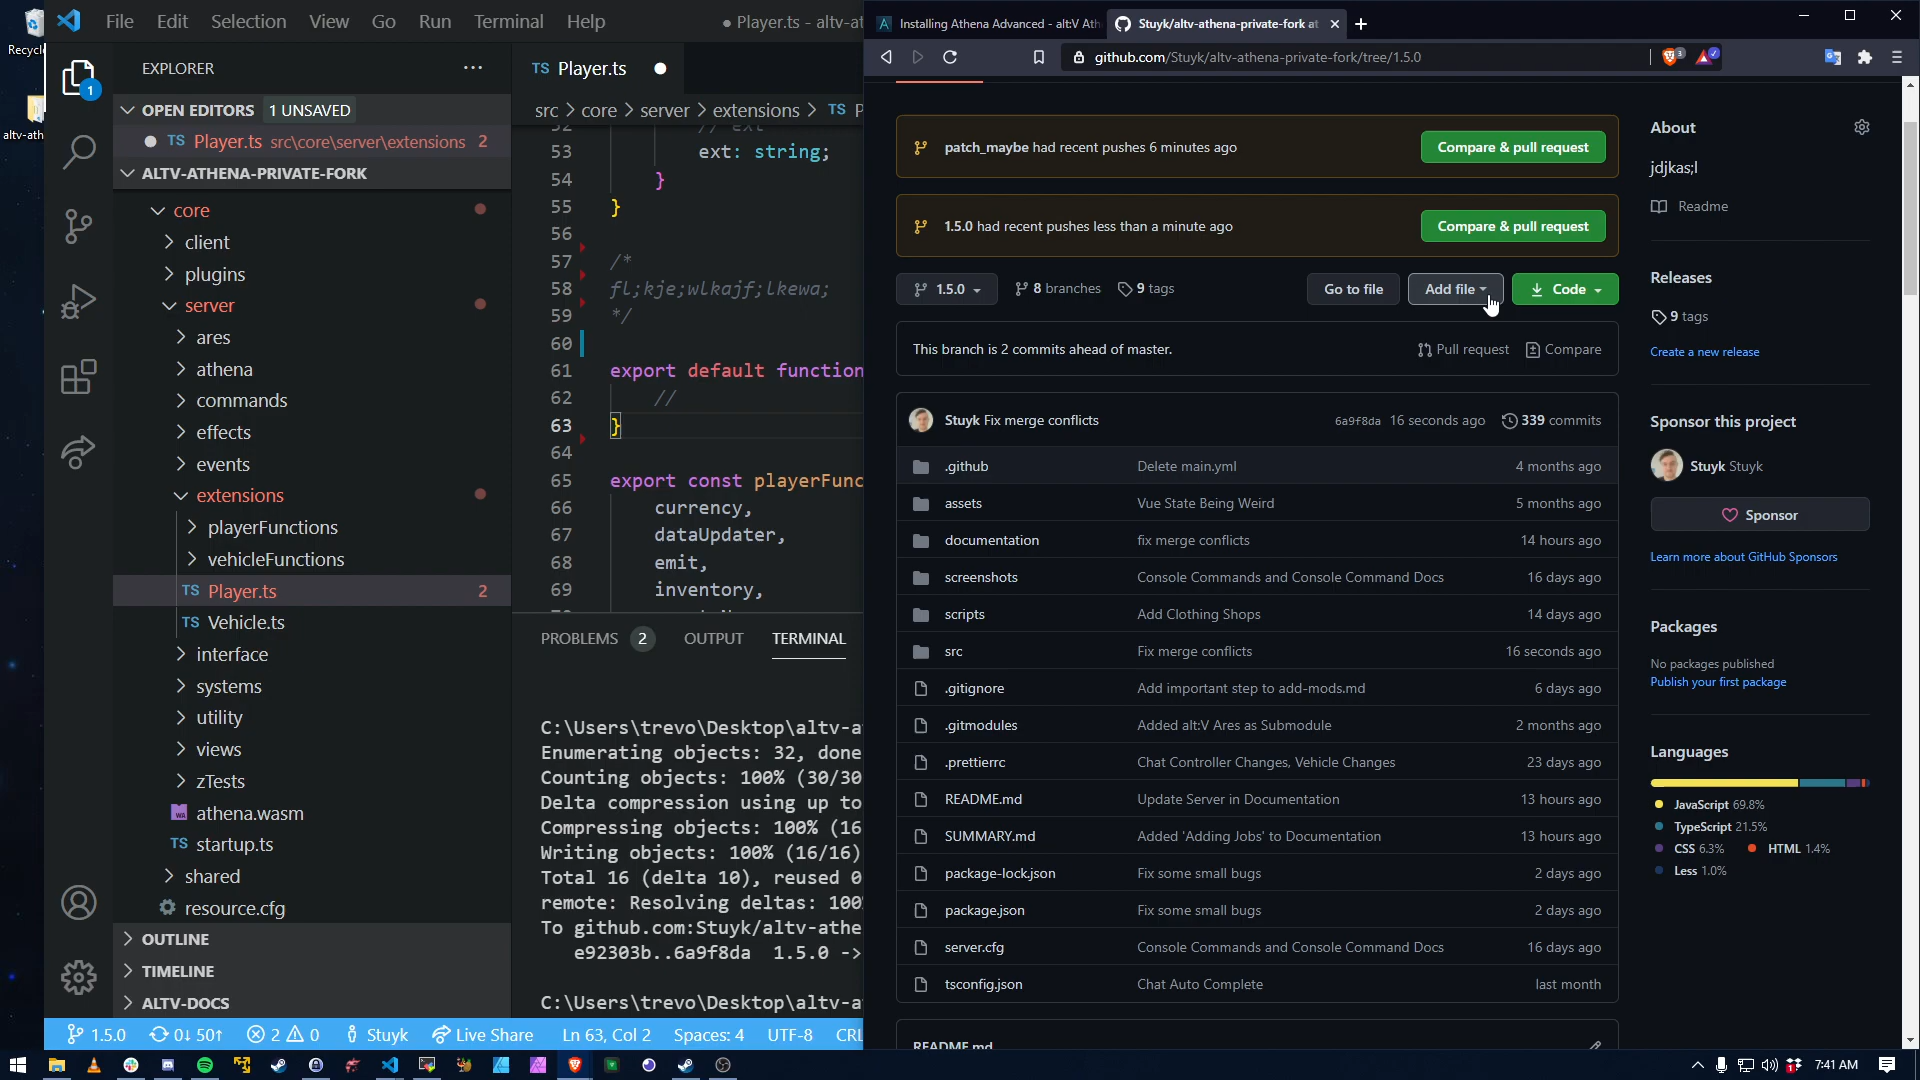 Recycle
altv-ath
File Edit Selection View Go Run Terminal Help
● Player.ts - altv-a
EXPLORER
OPEN EDITORS 1 UNSAVED
TS Player.ts src\core\server\extensions 2
ALTV-ATHENA-PRIVATE-FORK
core
client
plugins
server
ares
athena
commands
effects
events
extensions
playerFunctions
vehicleFunctions
TS Player.ts 2
TS Vehicle.ts
interface
systems
utility
views
zTests
athena.wasm
TS startup.ts
shared
resource.cfg
OUTLINE
TIMELINE
ALTV-DOCS
1
TS Player.ts ●
src > core > server > extensions > TS P
52 // ext
53 ext: string;
54 }
55 }
56
57 /*
58 fl;kje;wlkajf;lkewa;
59 */
60
61 export default function
62 //
63 }
64
65 export const playerFunc
66 currency,
67 dataUpdater,
68 emit,
69 inventory,
PROBLEMS 2 OUTPUT TERMINAL
C:\Users\trevo\Desktop\altv-a
Enumerating objects: 32, done
Counting objects: 100% (30/30
Delta compression using up to
Compressing objects: 100% (16
Writing objects: 100% (16/16)
Total 16 (delta 10), reused 0
remote: Resolving deltas: 100
To github.com:Stuyk/altv-athe
e92303b..6a9f8da 1.5.0 ->
C:\Users\trevo\Desktop\altv-a
1.5.0 0↓ 50↑ 2 0 Stuyk Live Share Ln 63, Col 2 Spaces: 4 UTF-8 CRL
Installing Athena Advanced - alt:V Ath
Stuyk/altv-athena-private-fork at
github.com/Stuyk/altv-athena-private-fork/tree/1.5.0
3
patch_maybe had recent pushes 6 minutes ago Compare & pull request
1.5.0 had recent pushes less than a minute ago Compare & pull request
1.5.0 8 branches 9 tags Go to file Add file Code
This branch is 2 commits ahead of master. Pull request Compare
Stuyk Fix merge conflicts 6a9f8da 16 seconds ago 339 commits
.github Delete main.yml 4 months ago
assets Vue State Being Weird 5 months ago
documentation fix merge conflicts 14 hours ago
screenshots Console Commands and Console Command Docs 16 days ago
scripts Add Clothing Shops 14 days ago
src Fix merge conflicts 16 seconds ago
.gitignore Add important step to add-mods.md 6 days ago
.gitmodules Added alt:V Ares as Submodule 2 months ago
.prettierrc Chat Controller Changes, Vehicle Changes 23 days ago
README.md Update Server in Documentation 13 hours ago
SUMMARY.md Added 'Adding Jobs' to Documentation 13 hours ago
package-lock.json Fix some small bugs 2 days ago
package.json Fix some small bugs 2 days ago
server.cfg Console Commands and Console Command Docs 16 days ago
tsconfig.json Chat Auto Complete last month
README.md
About
jdjkas;l
Readme
Releases
9 tags
Create a new release
Sponsor this project
Stuyk Stuyk
Sponsor
Learn more about GitHub Sponsors
Packages
No packages published
Publish your first package
Languages
JavaScript 69.8%
TypeScript 21.5%
CSS 6.3% HTML 1.4%
Less 1.0%
7:41 AM